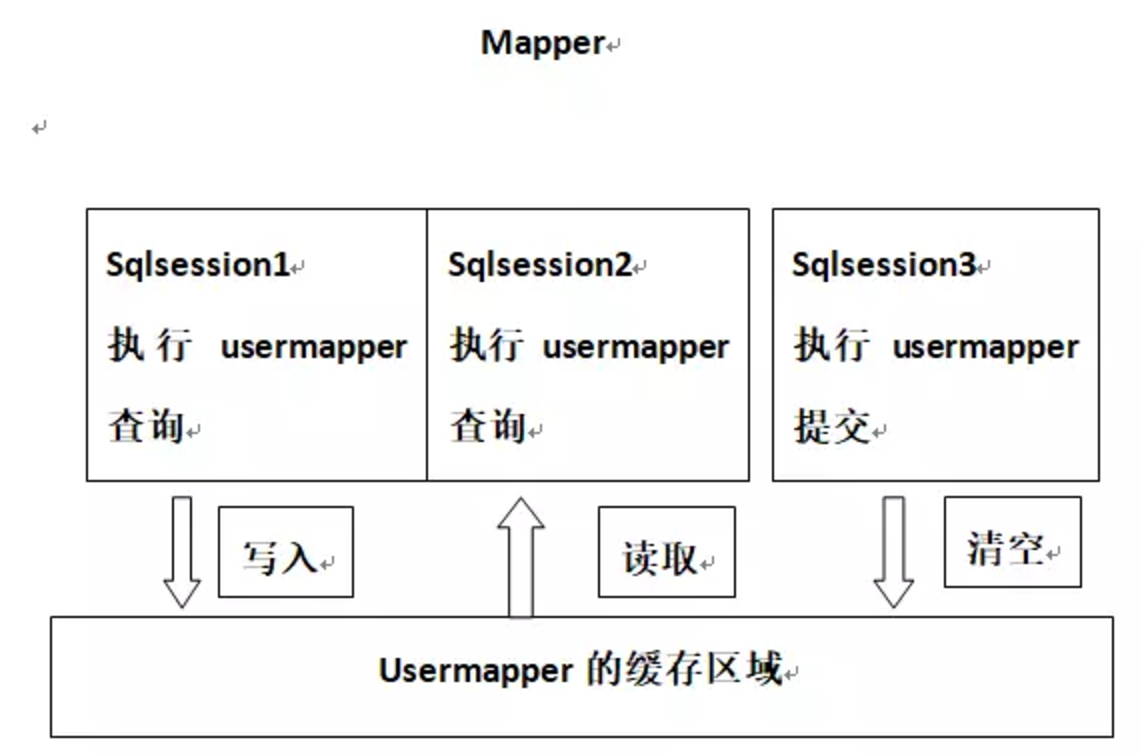 Mapper
Sqlsession1
执行 usermapper
查询
Sqlsession2
执行 usermapper
查询
Sqlsession3
执行 usermapper
提交
写入
读取
清空
Usermapper 的缓存区域